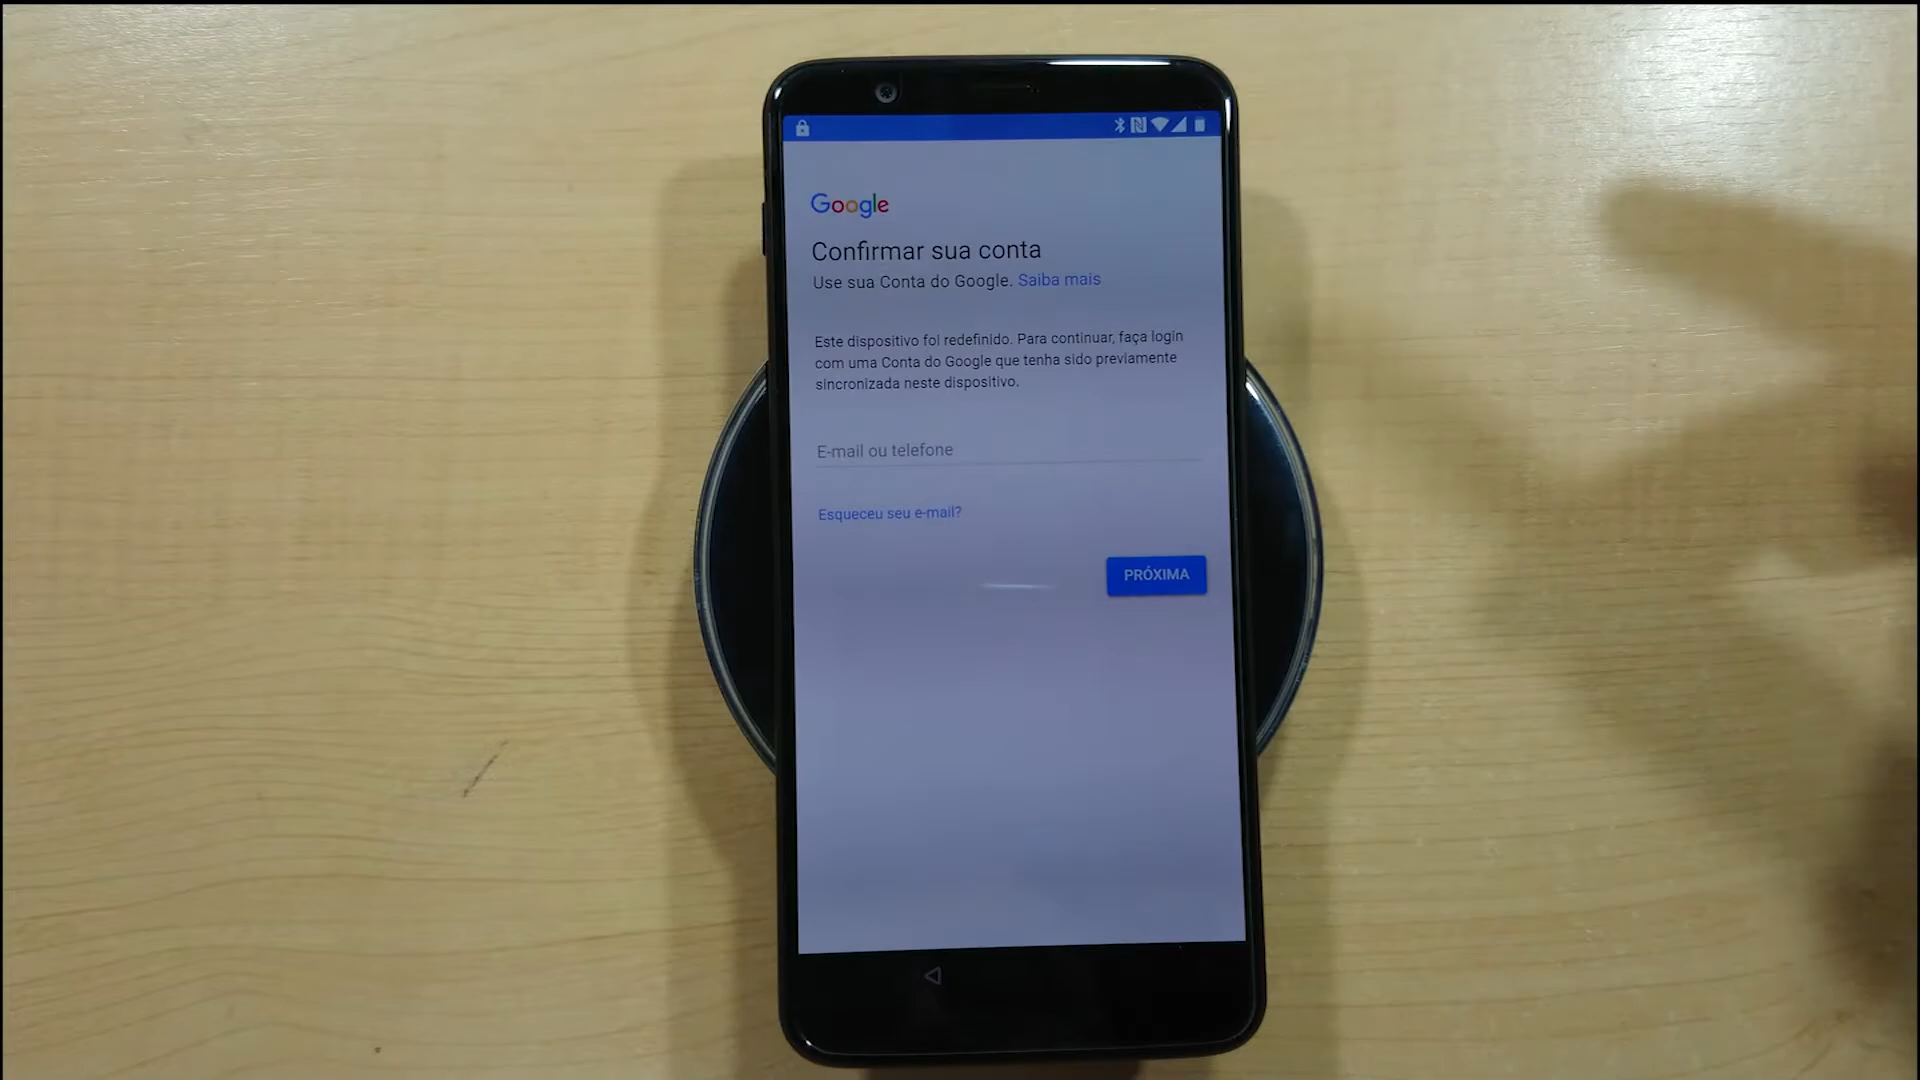 Google
Confirmar sua conta
Use sua Conta do Google. Saiba mais
Este dispositivo foi redefinido. Para continuar, faça login
com uma Conta do Google que tenha sido previamente
sincronizada neste dispositivo.
E-mail ou telefone
Esqueceu seu e-mail?
PRÓXIMA